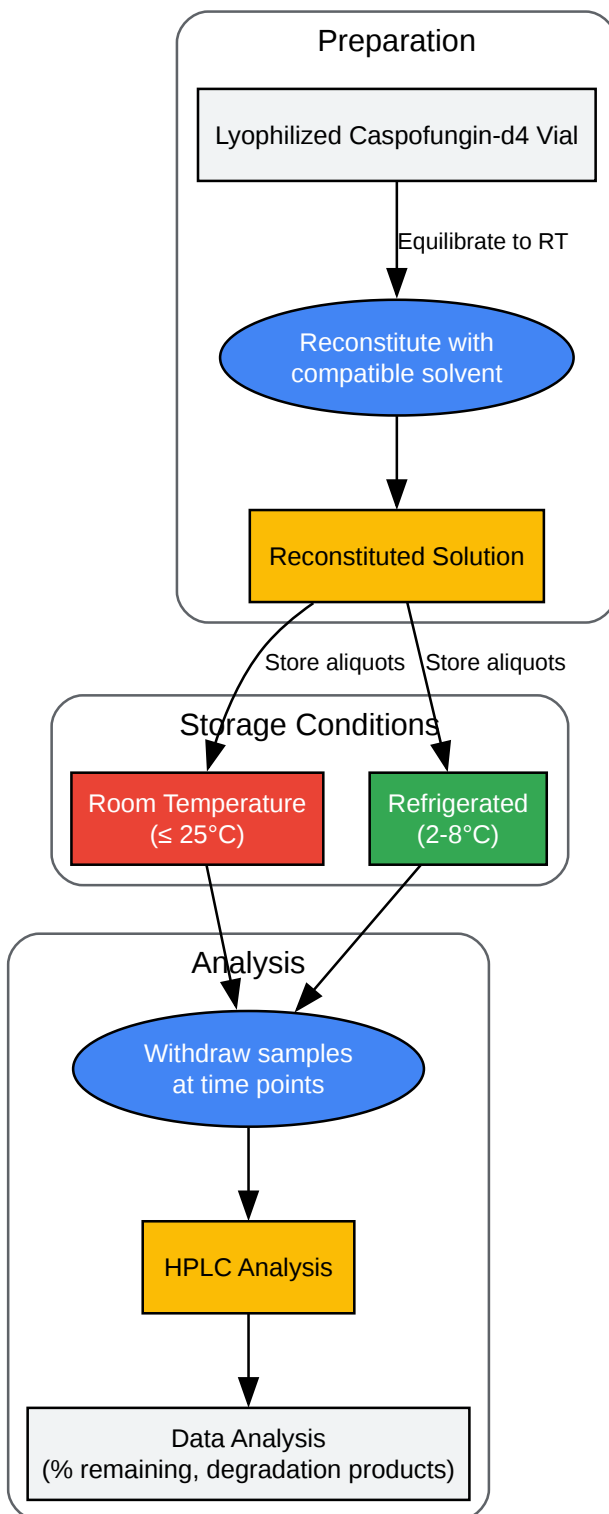 Preparation
Lyophilized Caspofungin-d4 Vial
Equilibrate to RT
Reconstitute with
compatible solvent
Reconstituted Solution
Store aliquots
Store aliquots
Storage Conditions
Room Temperature
(≤ 25°C)
Refrigerated
(2-8°C)
Analysis
Withdraw samples
at time points
HPLC Analysis
Data Analysis
(% remaining, degradation products)